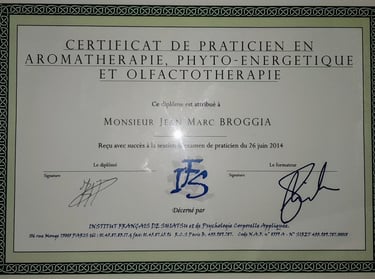 CERTIFICAT DE PRATICIEN EN
AROMATHERAPIE, PHYTO-ENERGETIQUE
ET OLFACTOTHERAPIE
Ce diplôme est attribué à
MONSIEUR JEAN MARC BROGGIA
Reçu avec succès à la session d'examen de praticien du 26 juin 2014
Le diplômé
Le formateur
Signature
Signature
Décerné par
INSTITUT FRANÇAIS DE SHIATSU et de Psychologie Corporelle Appliquée.
PARIS